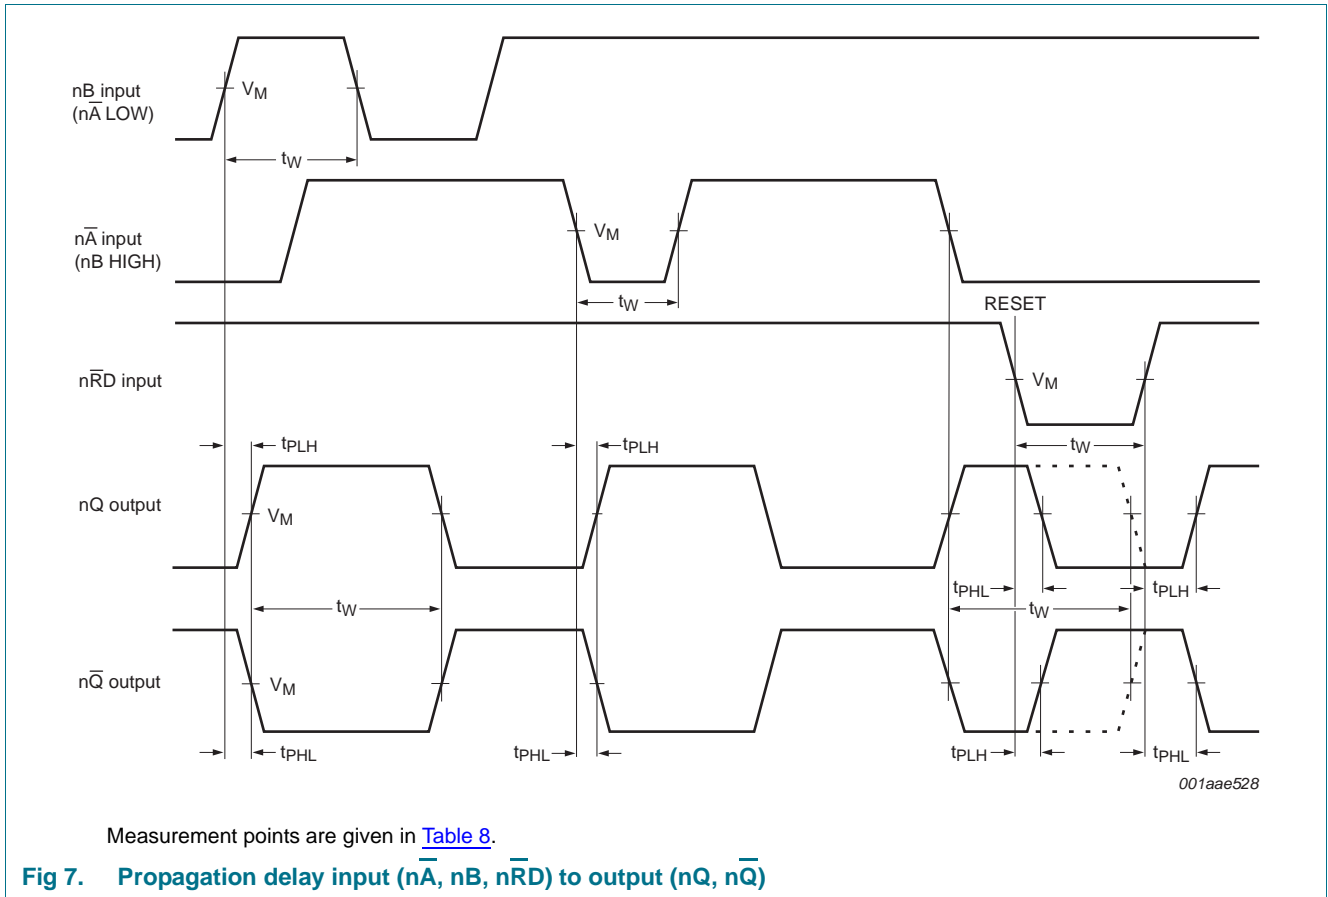 nB input
(nA̅ LOW)
VM
tW
nA̅ input
(nB HIGH)
VM
tW
RESET
nR̅D input
VM
tPLH
tPLH
tW
nQ output
VM
tPHL
tPLH
tW
tW
nQ̅ output
VM
tPHL
tPHL
tPLH
tPHL
001aae528
Measurement points are given in Table 8.
Fig 7. Propagation delay input (nA̅, nB, nR̅D) to output (nQ, nQ̅)